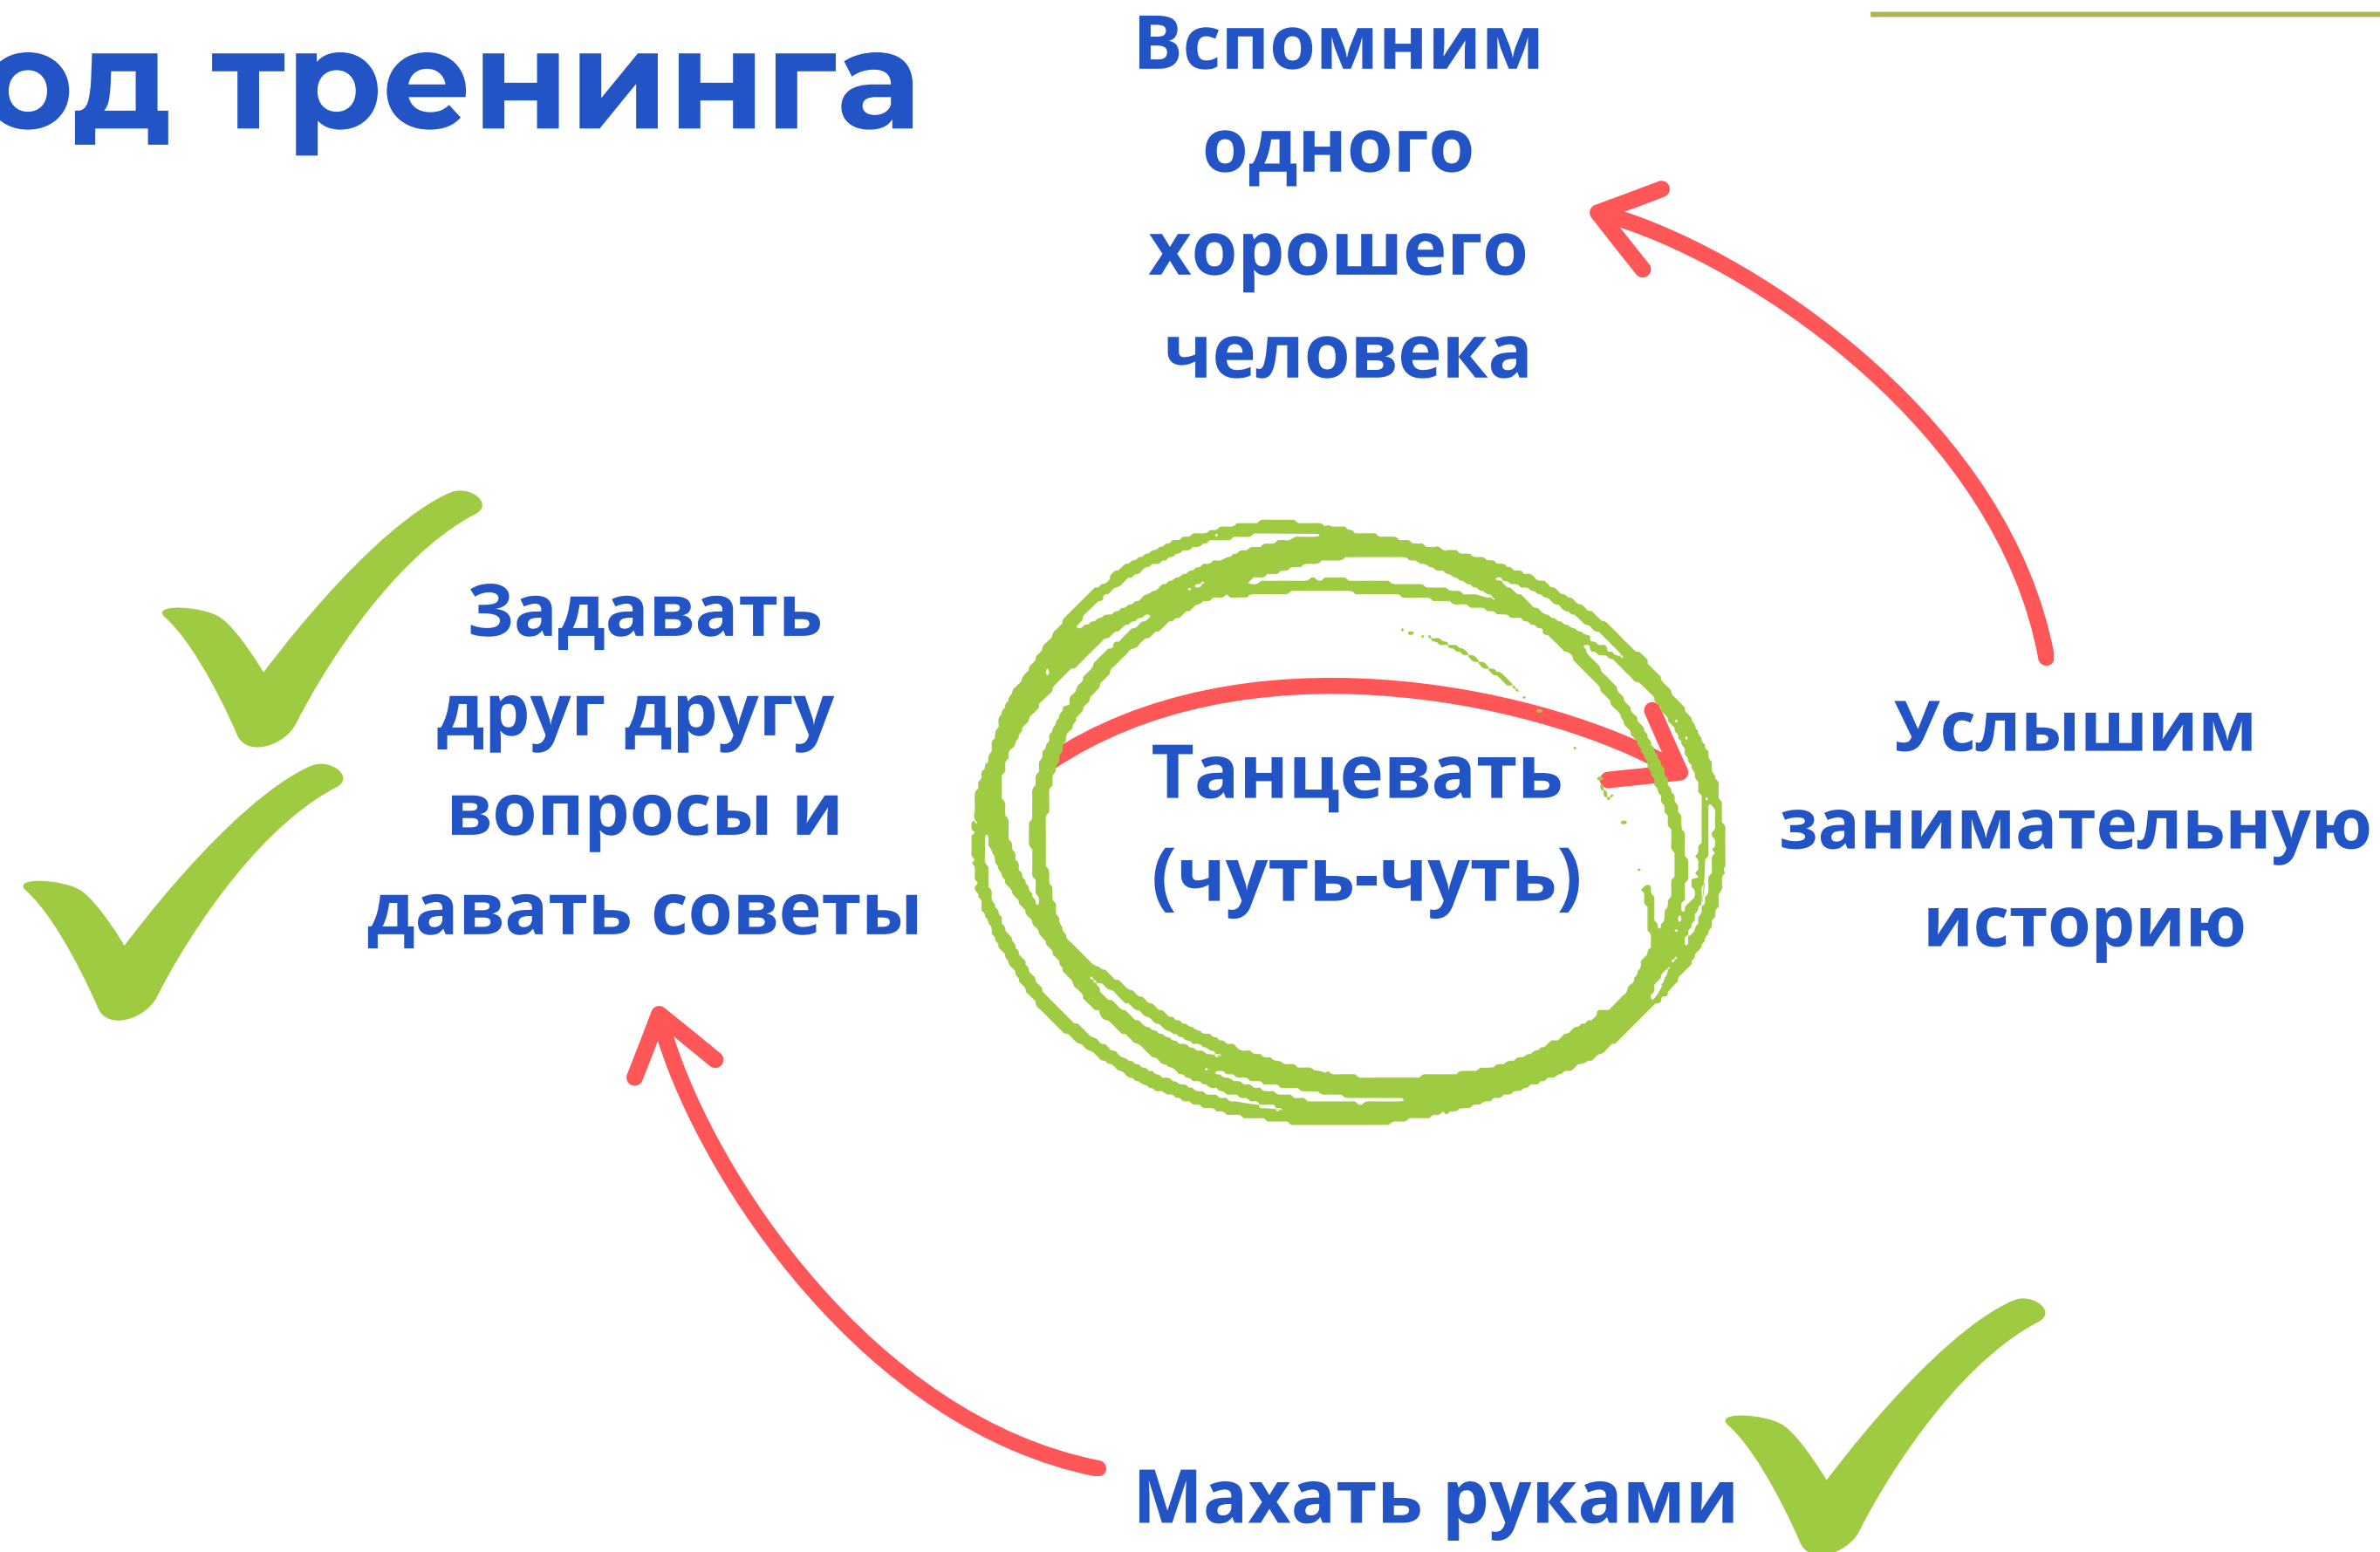 од тренинга
Вспомним
одного
хорошего
человека
Задавать
друг другу
вопросы и
давать советы
Танцевать
(чуть-чуть)
Услышим
занимательную
историю
Махать руками